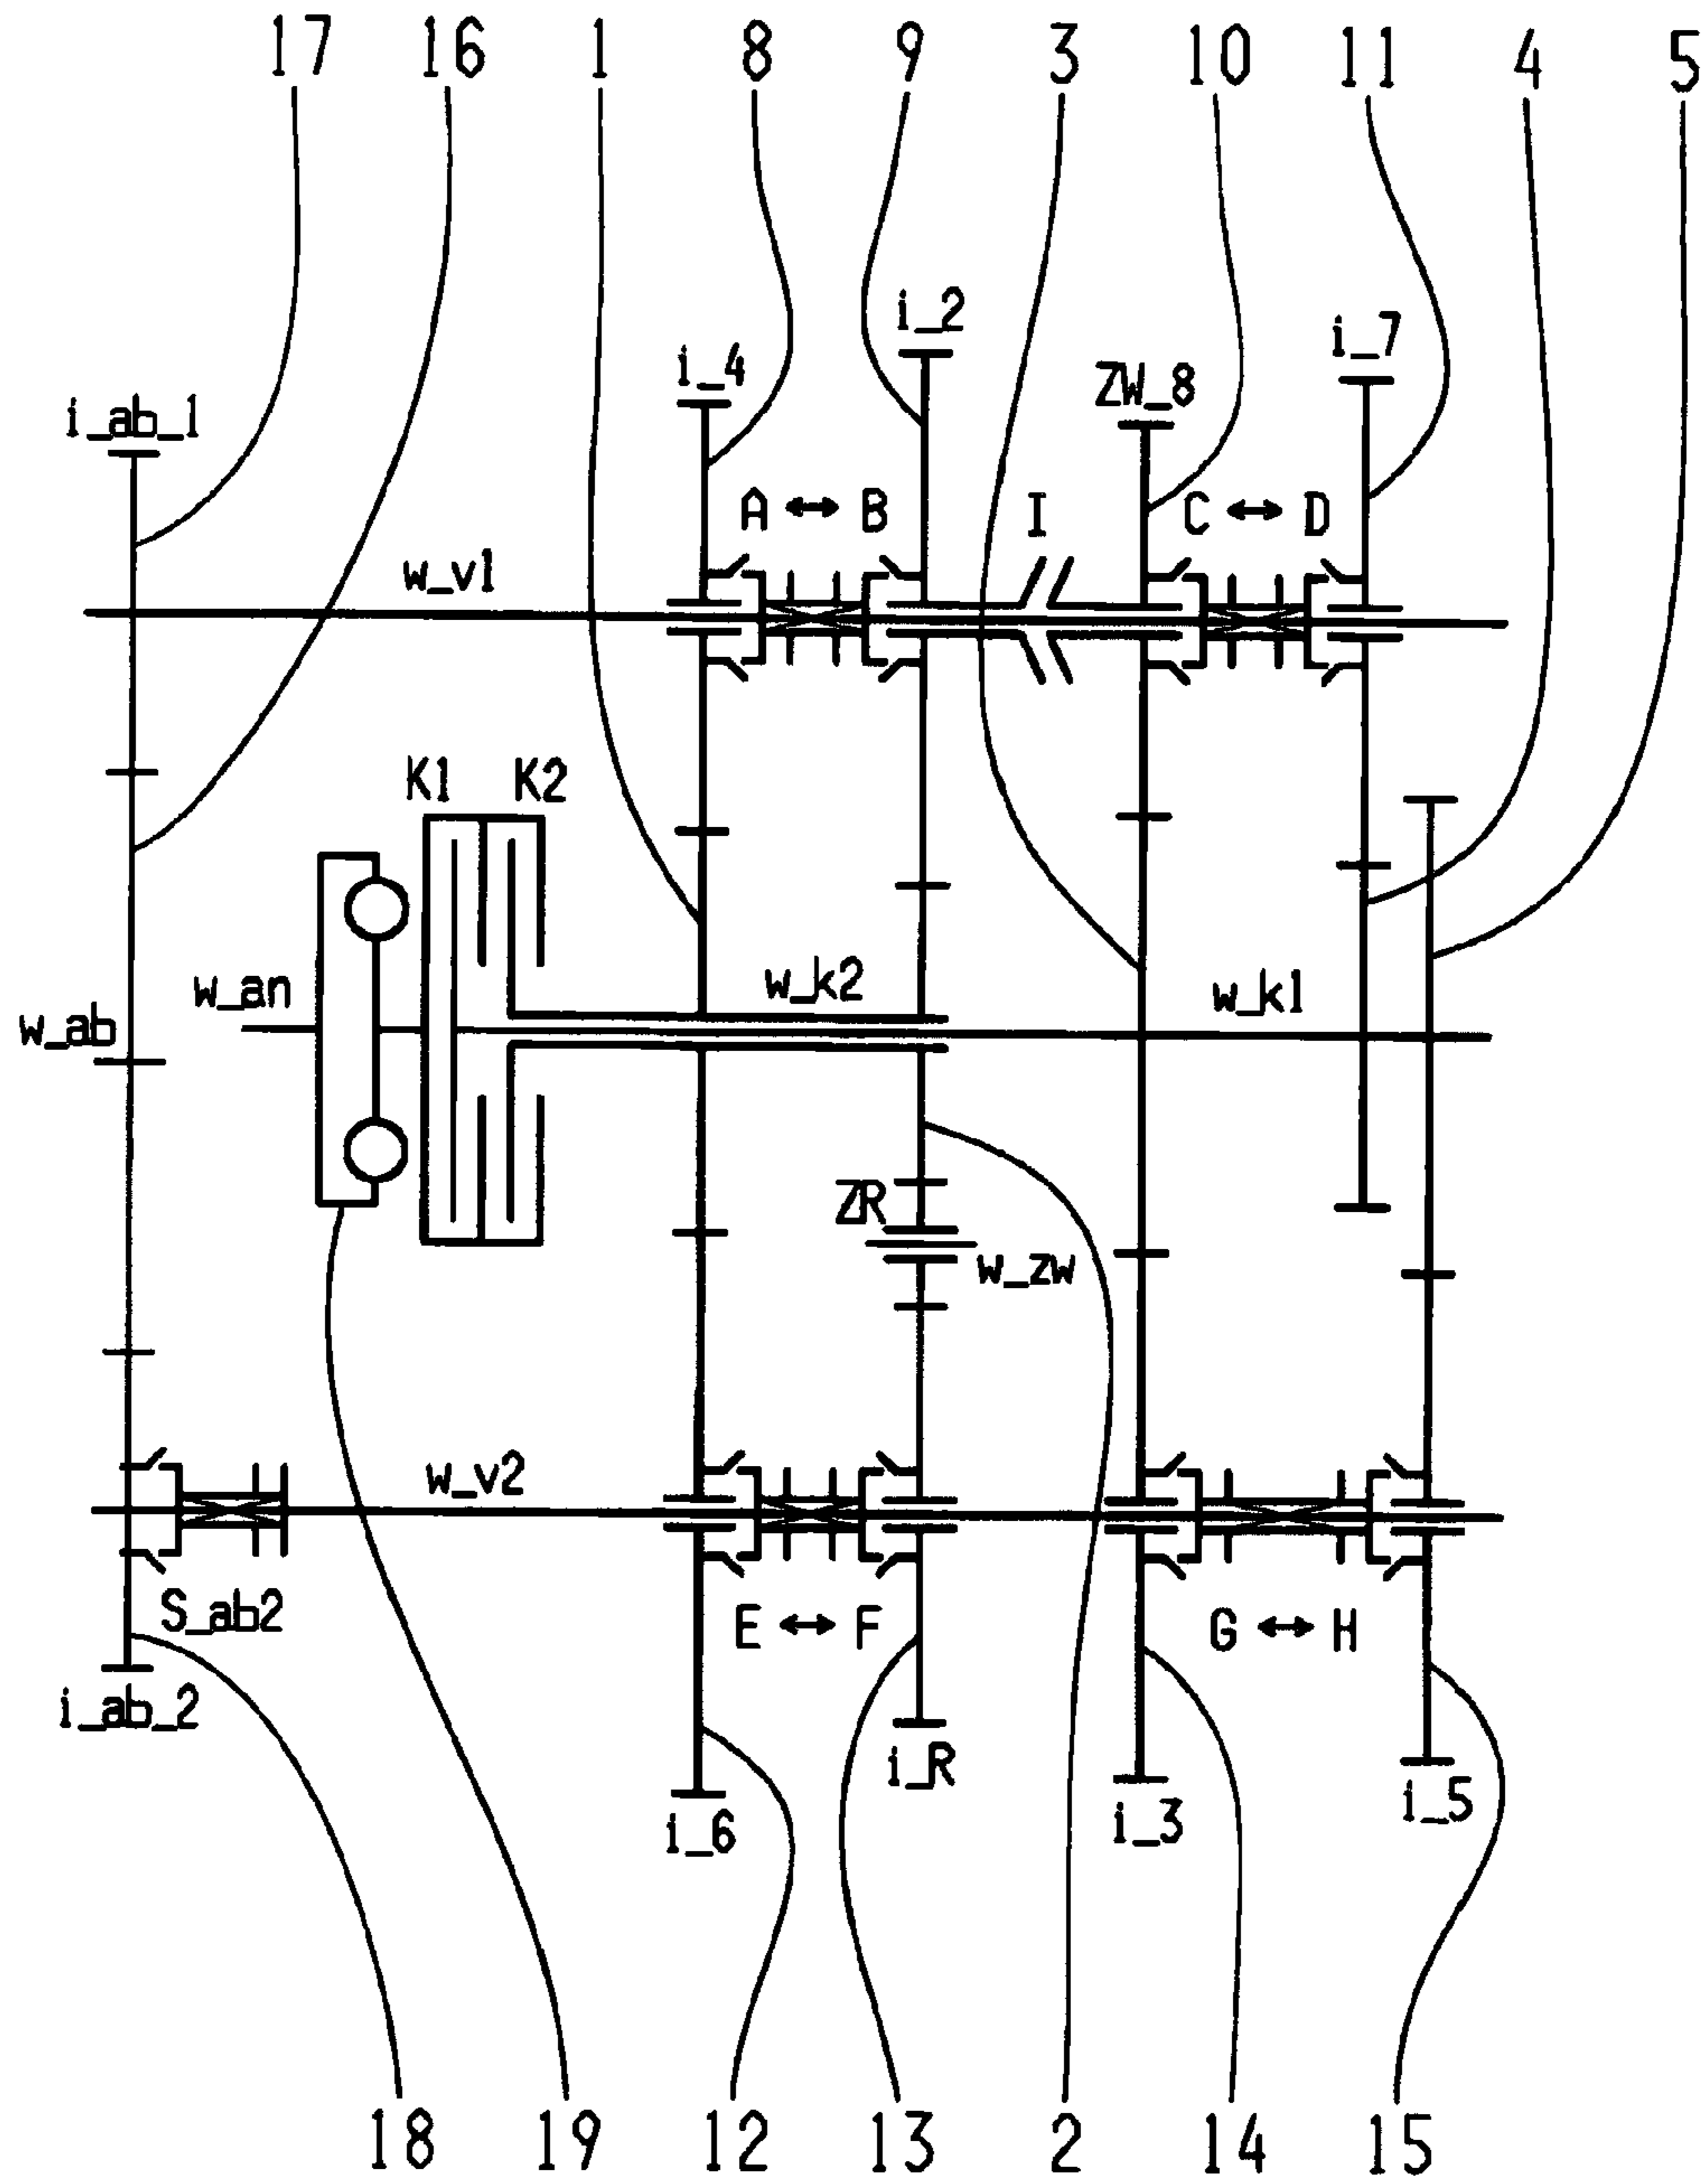 17 16 1 8 9 3 10 11 4 5
i_2
i_7
i_4
ZW_8
i_ab_1
A ↔ B I C ↔ D
w_v1
K1 K2
w_an w_k2 w_k1
w_ab
ZR
w_zw
w_v2
S_ab2 E ↔ F G ↔ H
i_ab_2
i_R
i_5
i_6 i_3
18 19 12 13 2 14 15